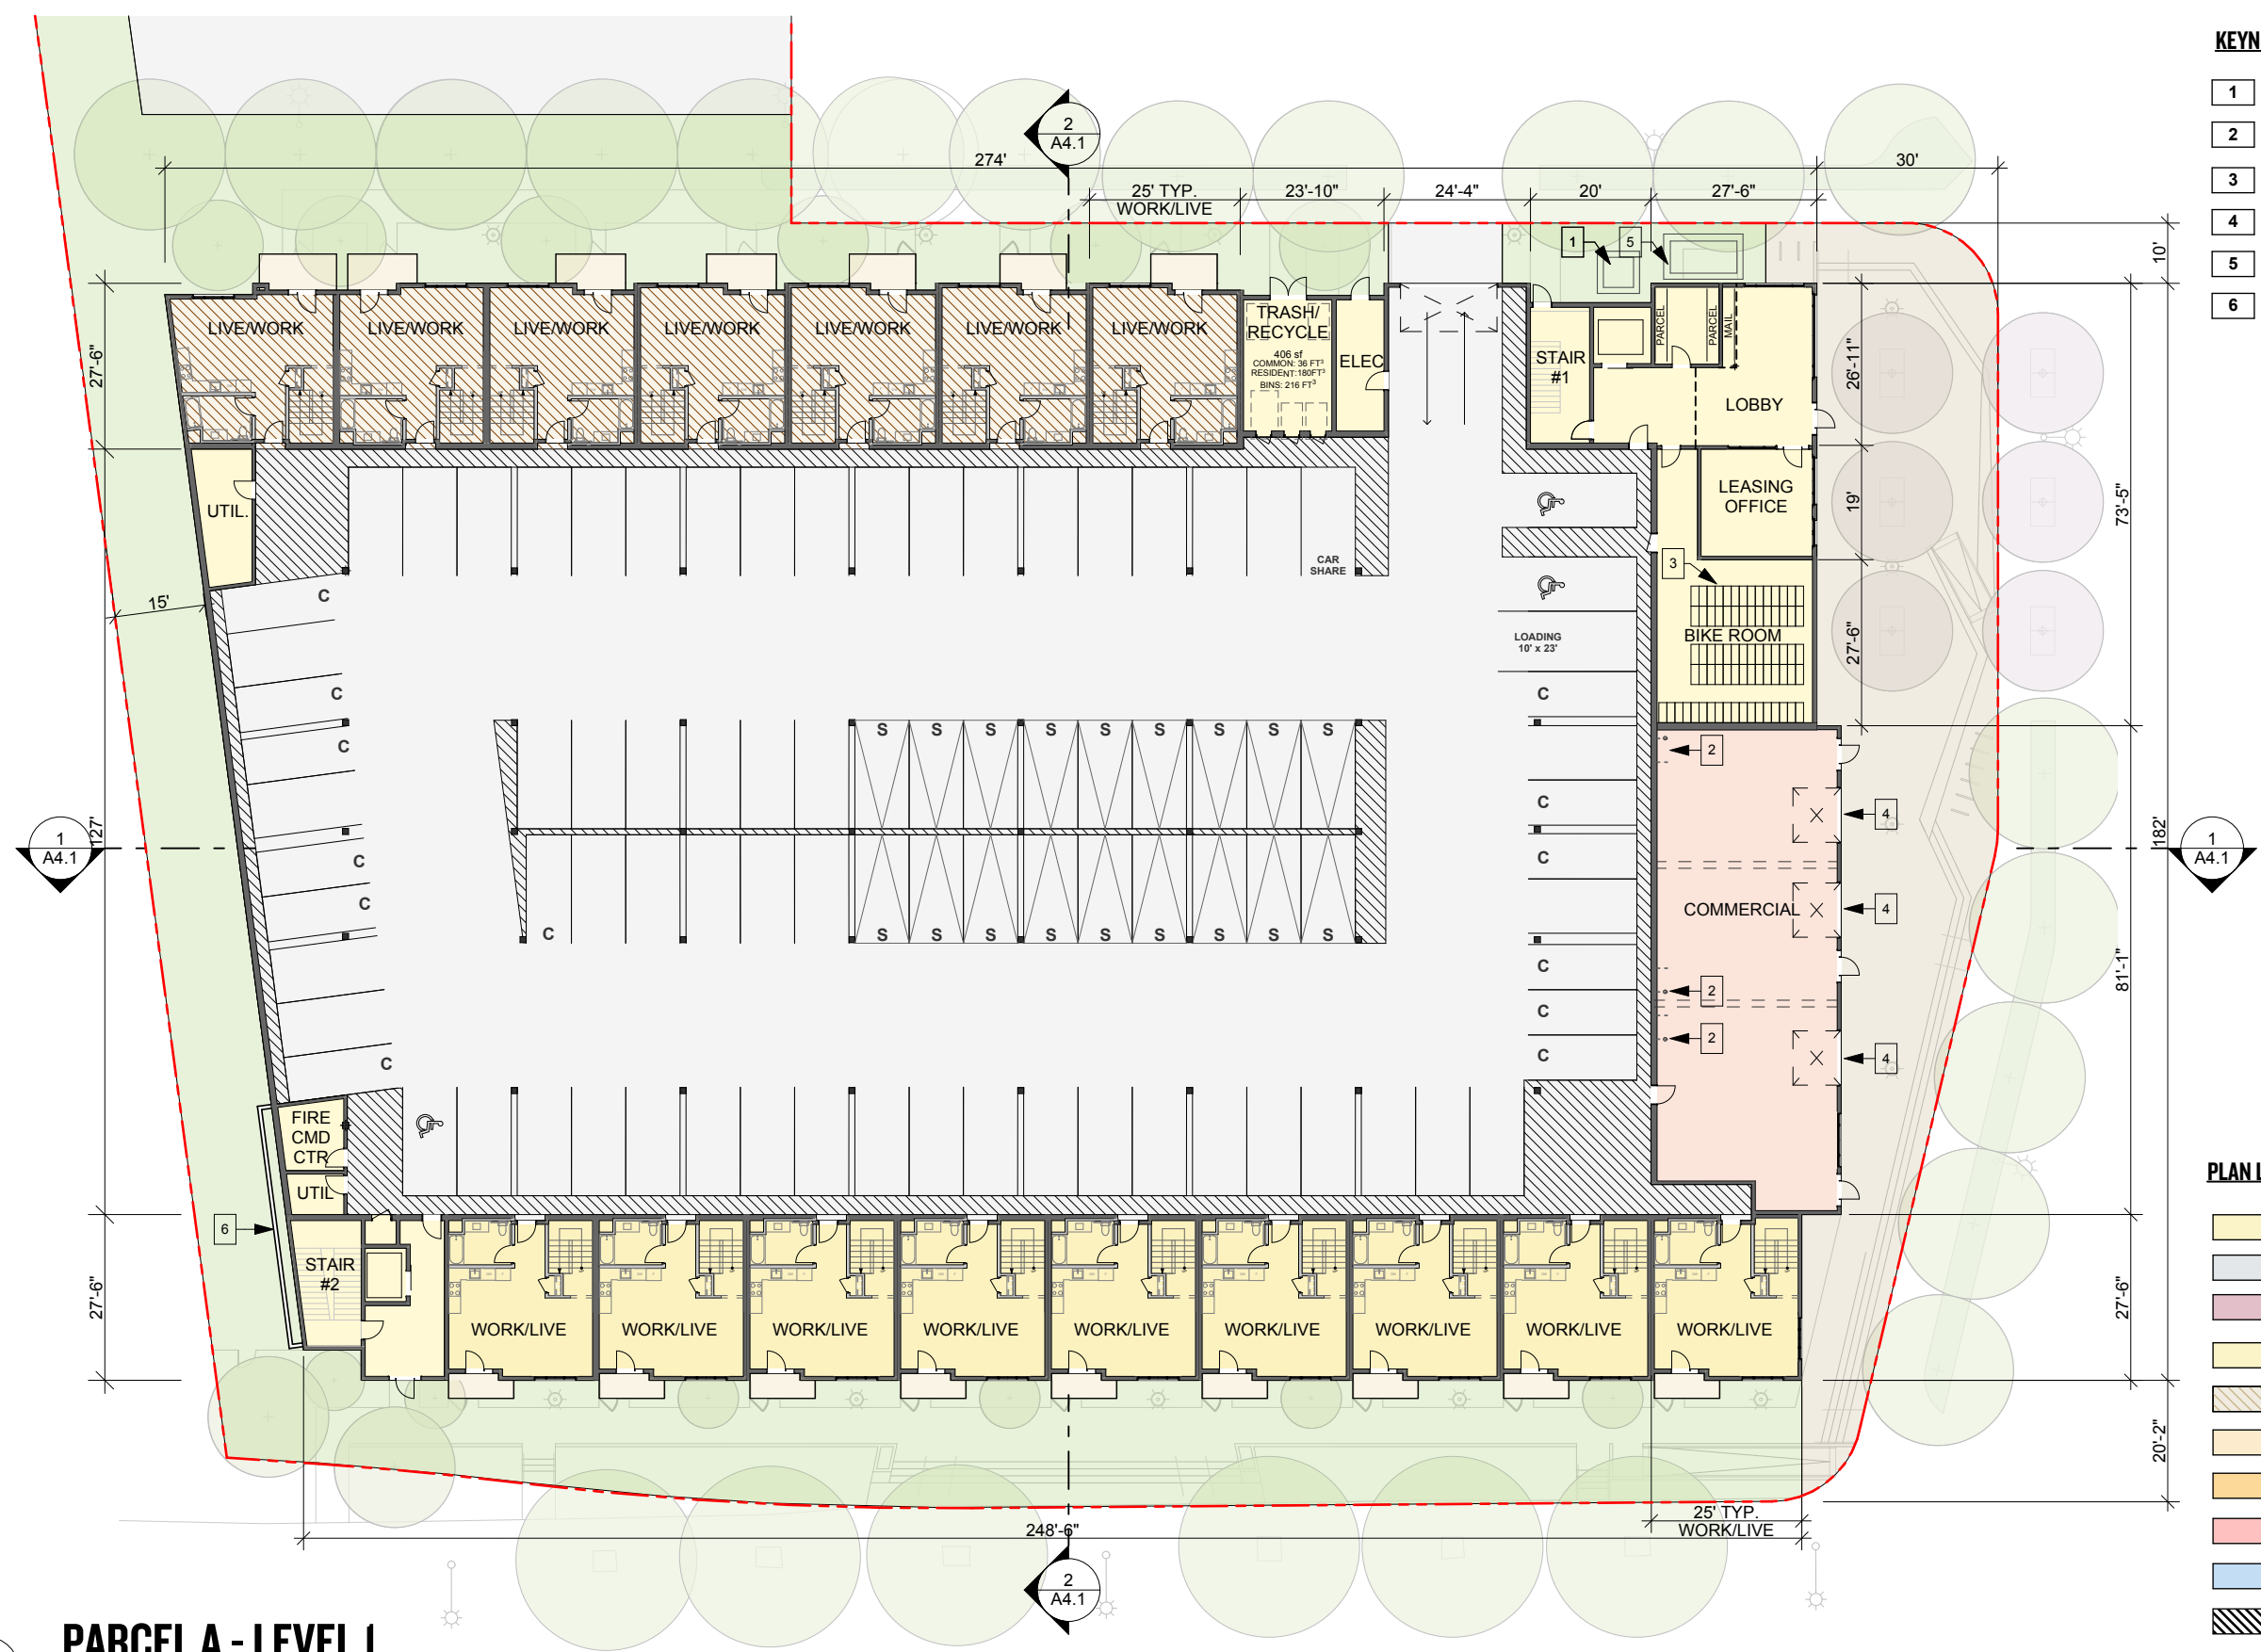 KEYN
1
2
3
4
5
6
2
A4.1
274'
30'
25' TYP.
WORK/LIVE
23'-10"
24'-4"
20'
27'-6"
10'
1
5
LIVE/WORK
LIVE/WORK
LIVE/WORK
LIVE/WORK
LIVE/WORK
LIVE/WORK
LIVE/WORK
TRASH/
RECYCLE
406 sf
COMMON: 36 FT³
RESIDENT:180FT³
BINS: 216 FT³
ELEC
STAIR
#1
PARCEL
PARCEL
MAIL
LOBBY
27'-6"
26'-11"
UTIL.
LEASING
OFFICE
19'
73'-5"
CAR
SHARE
3
15'
C
LOADING
10' x 23'
BIKE ROOM
27'-6"
C
C
C
S S S S S S S S S
2
C
4
1
A4.1
127'
182'
1
A4.1
C
C
C
C
S S S S S S S S S
COMMERCIAL
4
C
2
81'-1"
C
2
C
C
4
FIRE
CMD
CTR
UTIL
6
STAIR
#2
27'-6"
27'-6"
WORK/LIVE
WORK/LIVE
WORK/LIVE
WORK/LIVE
WORK/LIVE
WORK/LIVE
WORK/LIVE
WORK/LIVE
WORK/LIVE
PLAN L
20'-2"
25' TYP.
WORK/LIVE
248'-6"
2
A4.1
PARCEL A - LEVEL 1